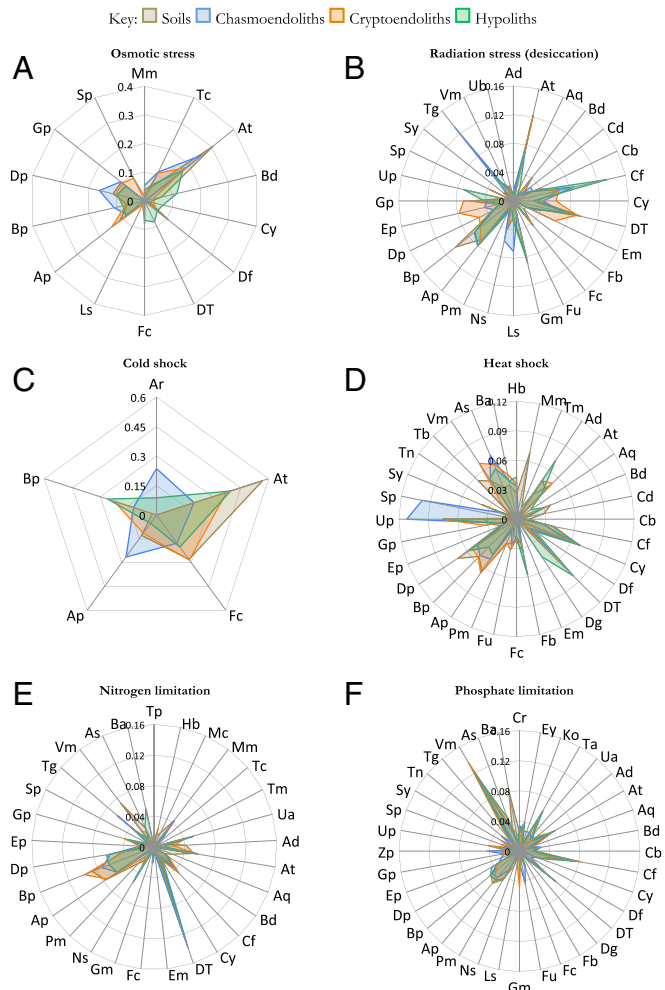 Key: Soils Chasmoendoliths Cryptoendoliths Hypoliths
A
Osmotic stress
Mm
Tc
At
Bd
Cy
Df
DT
Fc
Ls
Ap
Bp
Dp
Gp
Sp
0.4
0.3
0.2
0.1
0
B
Radiation stress (desiccation)
Ad
At
Aq
Bd
Cd
Cb
Cf
Cy
DT
Em
Fb
Fc
Fu
Gm
Ls
Ns
Pm
Ap
Bp
Dp
Ep
Gp
Up
Sp
Sy
Tg
Vm
Ub
0.16
0.12
0.08
0.04
0
C
Cold shock
Ar
At
Fc
Ap
Bp
0.6
0.45
0.3
0.15
0
D
Heat shock
Hb
Mm
Tm
Ad
At
Aq
Bd
Cd
Cb
Cf
Cy
Df
DT
Dg
Em
Fb
Fc
Fu
Pm
Ap
Bp
Dp
Ep
Gp
Up
Sp
Sy
Tn
Tb
Vm
As
Ba
0.12
0.09
0.06
0.03
0
E
Nitrogen limitation
Tp
Hb
Mc
Mm
Tc
Tm
Ua
Ad
At
Aq
Bd
Cf
Cy
DT
Em
Fc
Gm
Ns
Pm
Ap
Bp
Dp
Ep
Gp
Sp
Tg
Vm
As
Ba
0.16
0.12
0.08
0.04
0
F
Phosphate limitation
Cr
Ey
Ko
Ta
Ua
Ad
At
Aq
Bd
Cb
Cf
Cy
Df
DT
Dg
Fb
Fc
Fu
Gm
Ls
Ns
Pm
Ap
Bp
Dp
Ep
Gp
Zp
Up
Sp
Sy
Tn
Tg
Vm
As
Ba
0.16
0.12
0.08
0.04
0